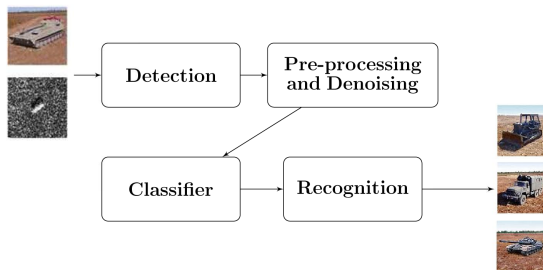 Detection
Pre-processing
and Denoising
Classifier
Recognition